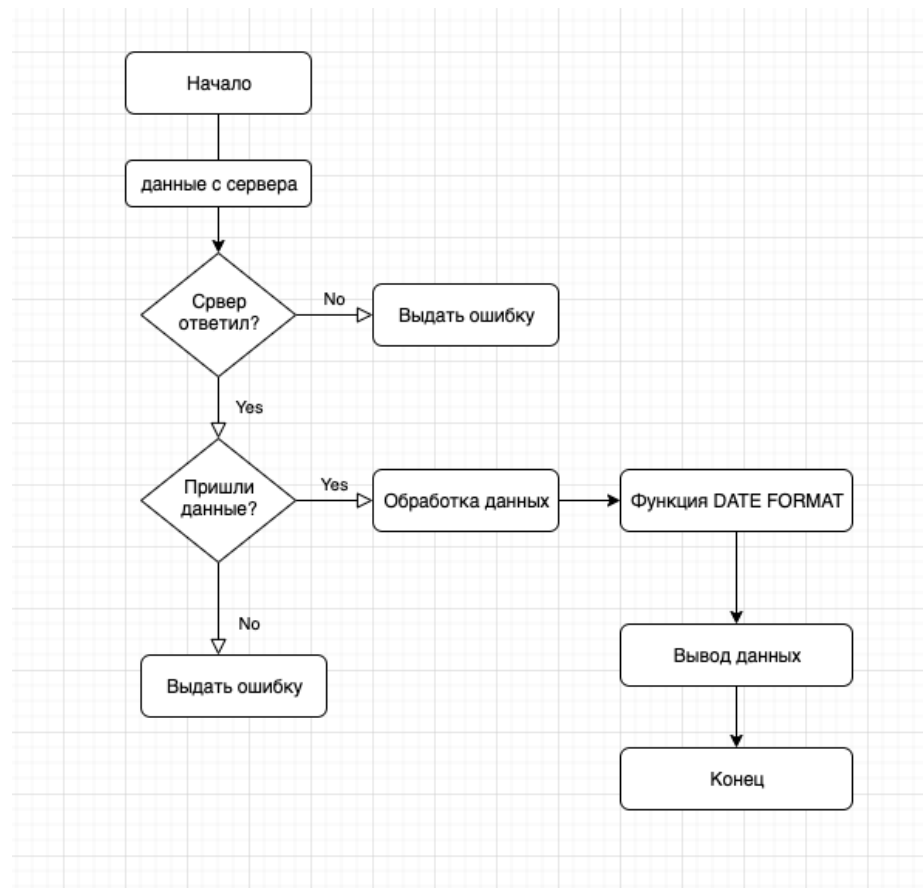 Начало
данные с сервера
Срвер
ответил?
No
Выдать ошибку
Yes
Пришли
данные?
Yes
Обработка данных
Функция DATE FORMAT
No
Выдать ошибку
Вывод данных
Конец